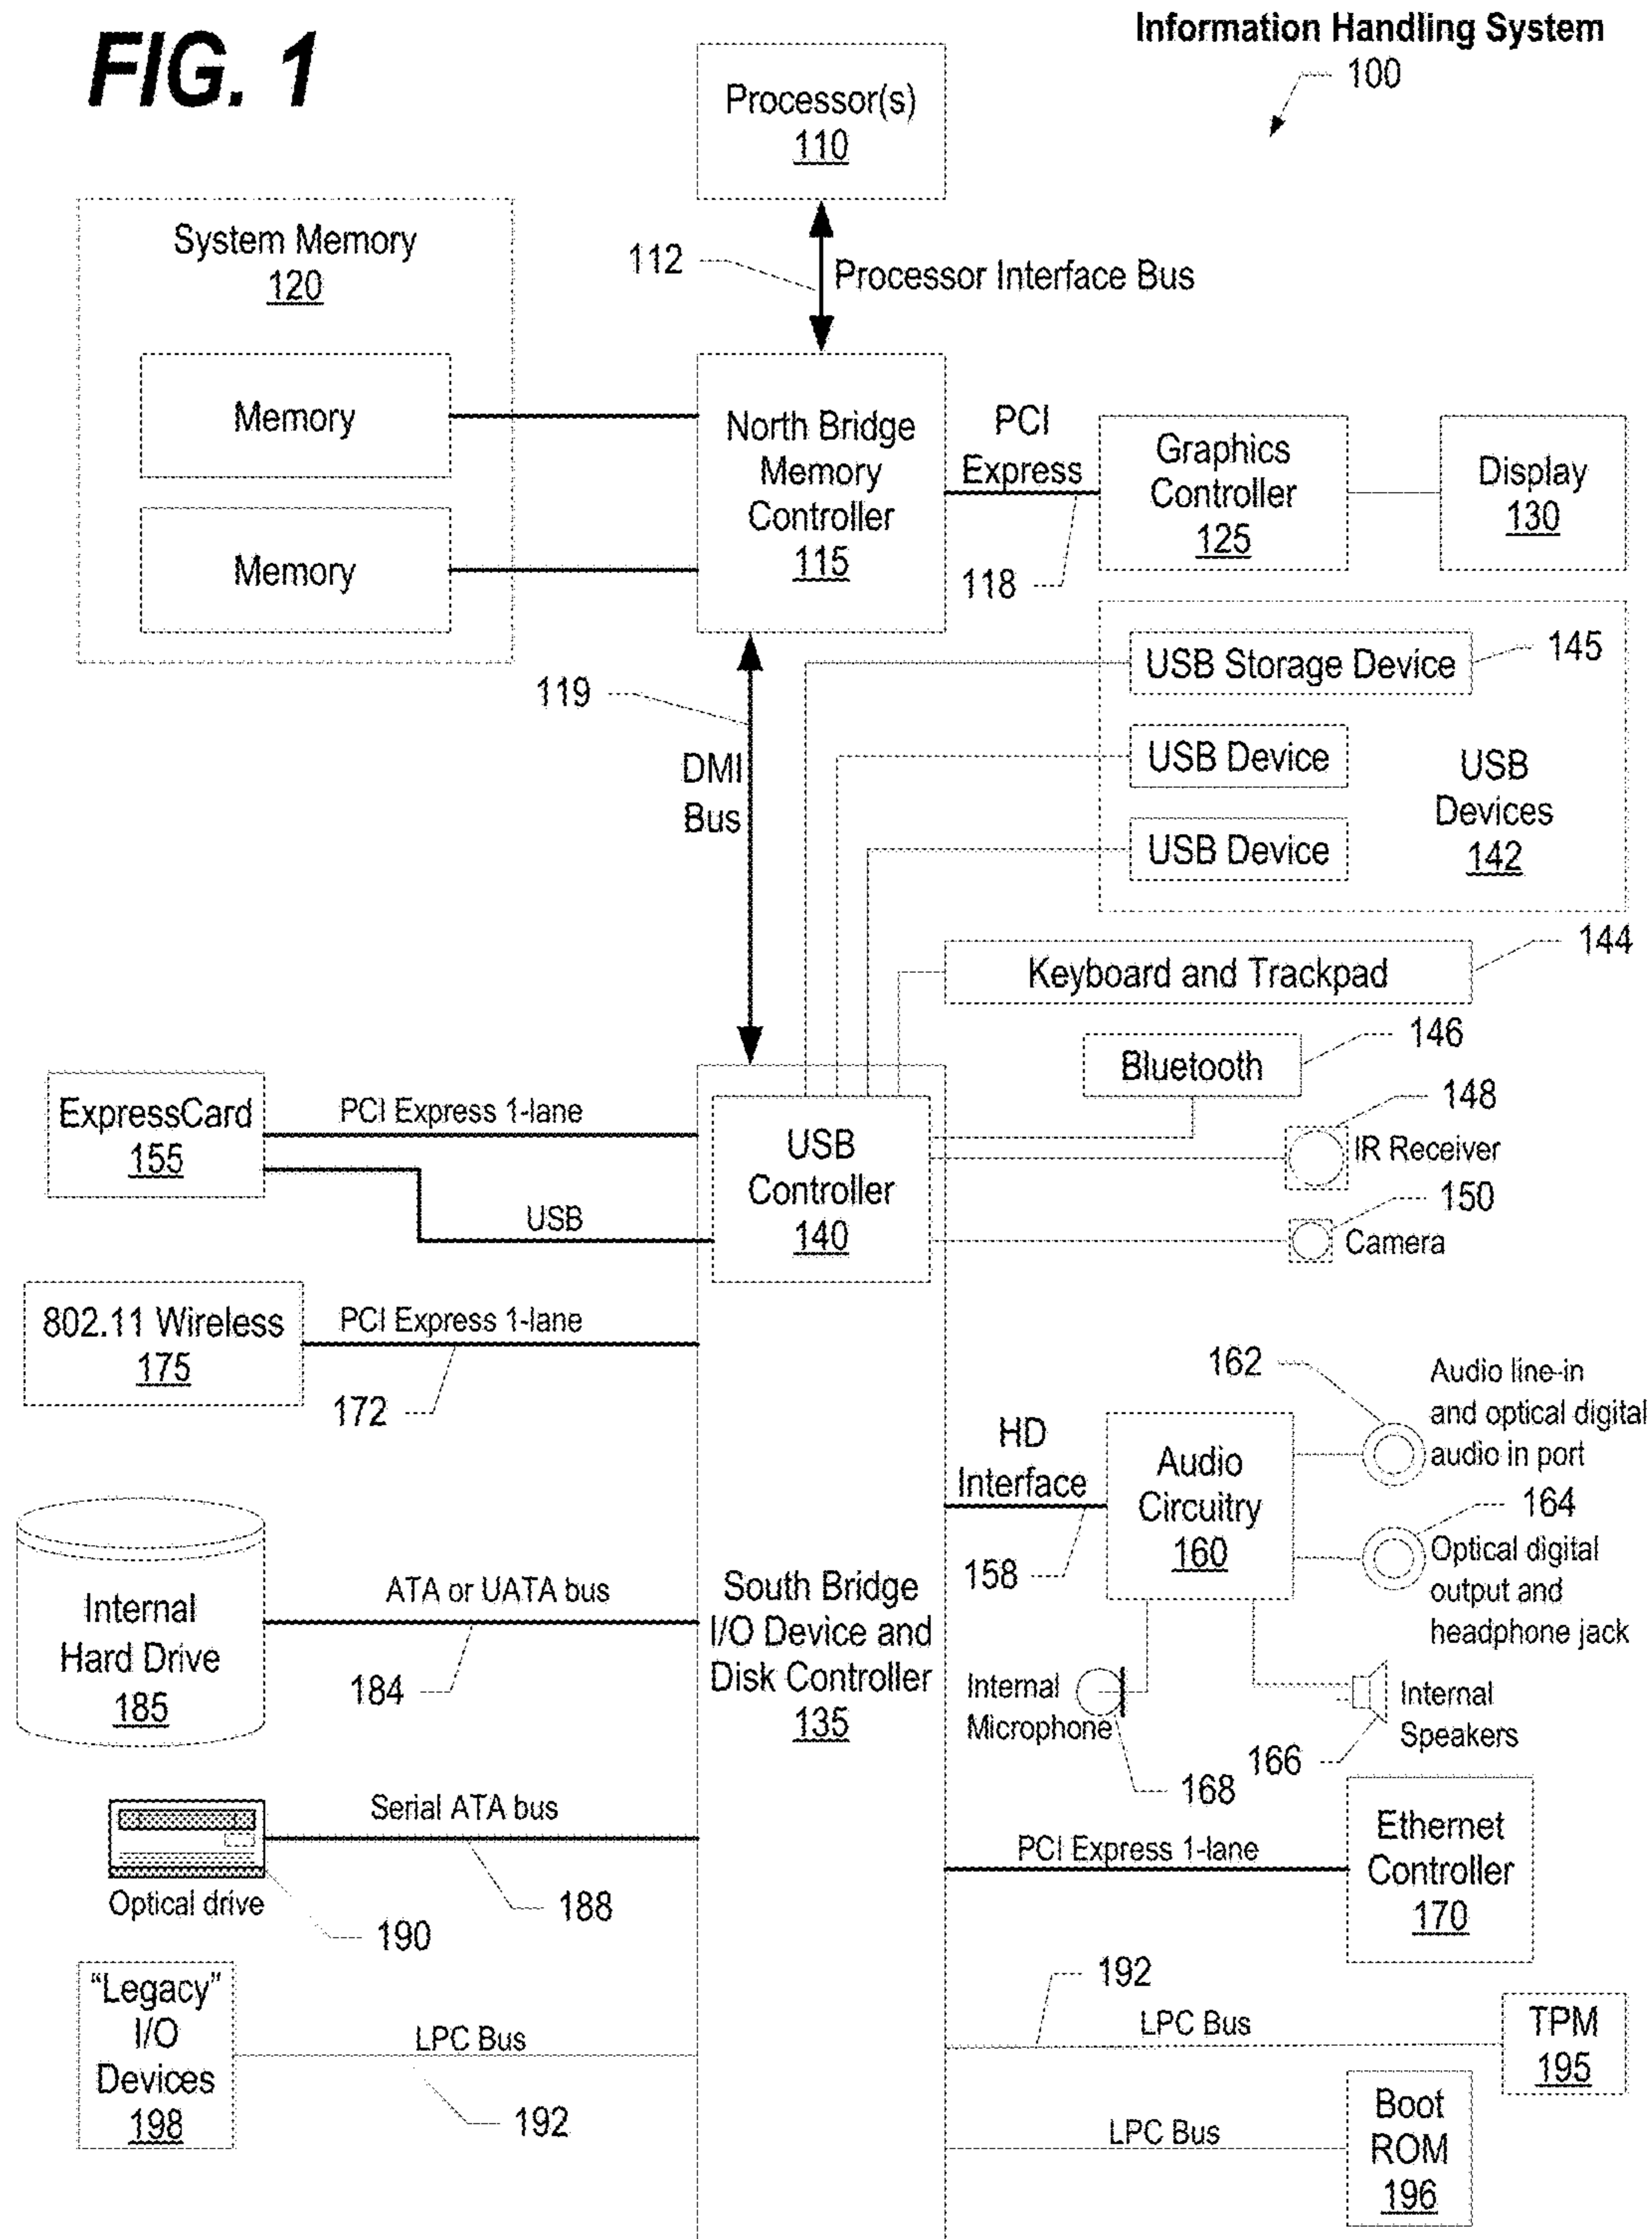 FIG. 1
Information Handling System
100
Processor(s)
110
System Memory
120
112
Processor Interface Bus
Memory
Memory
North Bridge
Memory
Controller
115
PCI
Express
118
Graphics
Controller
125
Display
130
119
DMI
Bus
USB Storage Device
145
USB Device
USB Device
USB
Devices
142
144
Keyboard and Trackpad
146
Bluetooth
148
IR Receiver
150
Camera
ExpressCard
155
PCI Express 1-lane
USB
USB
Controller
140
802.11 Wireless
175
PCI Express 1-lane
172
162
Audio line-in
and optical digital
audio in port
HD
Interface
158
Audio
Circuitry
160
164
Optical digital
output and
headphone jack
Internal
Hard Drive
185
ATA or UATA bus
184
South Bridge
I/O Device and
Disk Controller
135
Internal
Microphone
168
166
Internal
Speakers
Optical drive
190
Serial ATA bus
188
PCI Express 1-lane
Ethernet
Controller
170
"Legacy"
I/O
Devices
198
LPC Bus
192
192
LPC Bus
TPM
195
LPC Bus
Boot
ROM
196